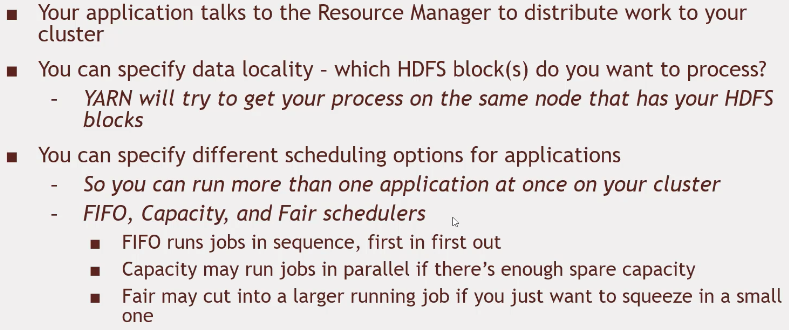 ■ Your application talks to the Resource Manager to distribute work to your
cluster
■ You can specify data locality – which HDFS block(s) do you want to process?
– YARN will try to get your process on the same node that has your HDFS
blocks
■ You can specify different scheduling options for applications
– So you can run more than one application at once on your cluster
– FIFO, Capacity, and Fair schedulers
■ FIFO runs jobs in sequence, first in first out
■ Capacity may run jobs in parallel if there's enough spare capacity
■ Fair may cut into a larger running job if you just want to squeeze in a small
one